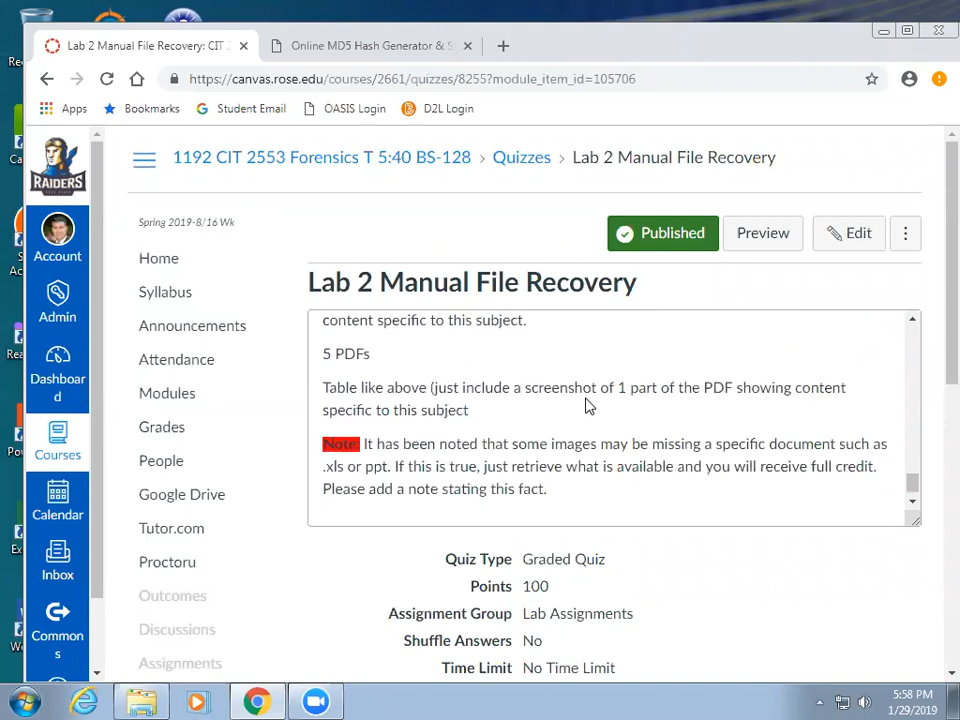 Rec
Lab 2 Manual File Recovery: CIT 2
Online MD5 Hash Generator & S
https://canvas.rose.edu/courses/2661/quizzes/8255?module_item_id=105706
Apps
Bookmarks
Student Email
OASIS Login
D2L Login
RAIDERS
1192 CIT 2553 Forensics T 5:40 BS-128 › Quizzes › Lab 2 Manual File Recovery
Spring 2019-8/16 Wk
Published
Preview
Edit
Account
Admin
Dashboar
d
Courses
Calendar
Inbox
Common
s
Home
Syllabus
Announcements
Attendance
Modules
Grades
People
Google Drive
Tutor.com
Proctoru
Outcomes
Discussions
Assignments
Lab 2 Manual File Recovery
content specific to this subject.
5 PDFs
Table like above (just include a screenshot of 1 part of the PDF showing content
specific to this subject
Note: It has been noted that some images may be missing a specific document such as
.xls or ppt. If this is true, just retrieve what is available and you will receive full credit.
Please add a note stating this fact.
Quiz Type Graded Quiz
Points 100
Assignment Group Lab Assignments
Shuffle Answers No
Time Limit No Time Limit
5:58 PM
1/29/2019